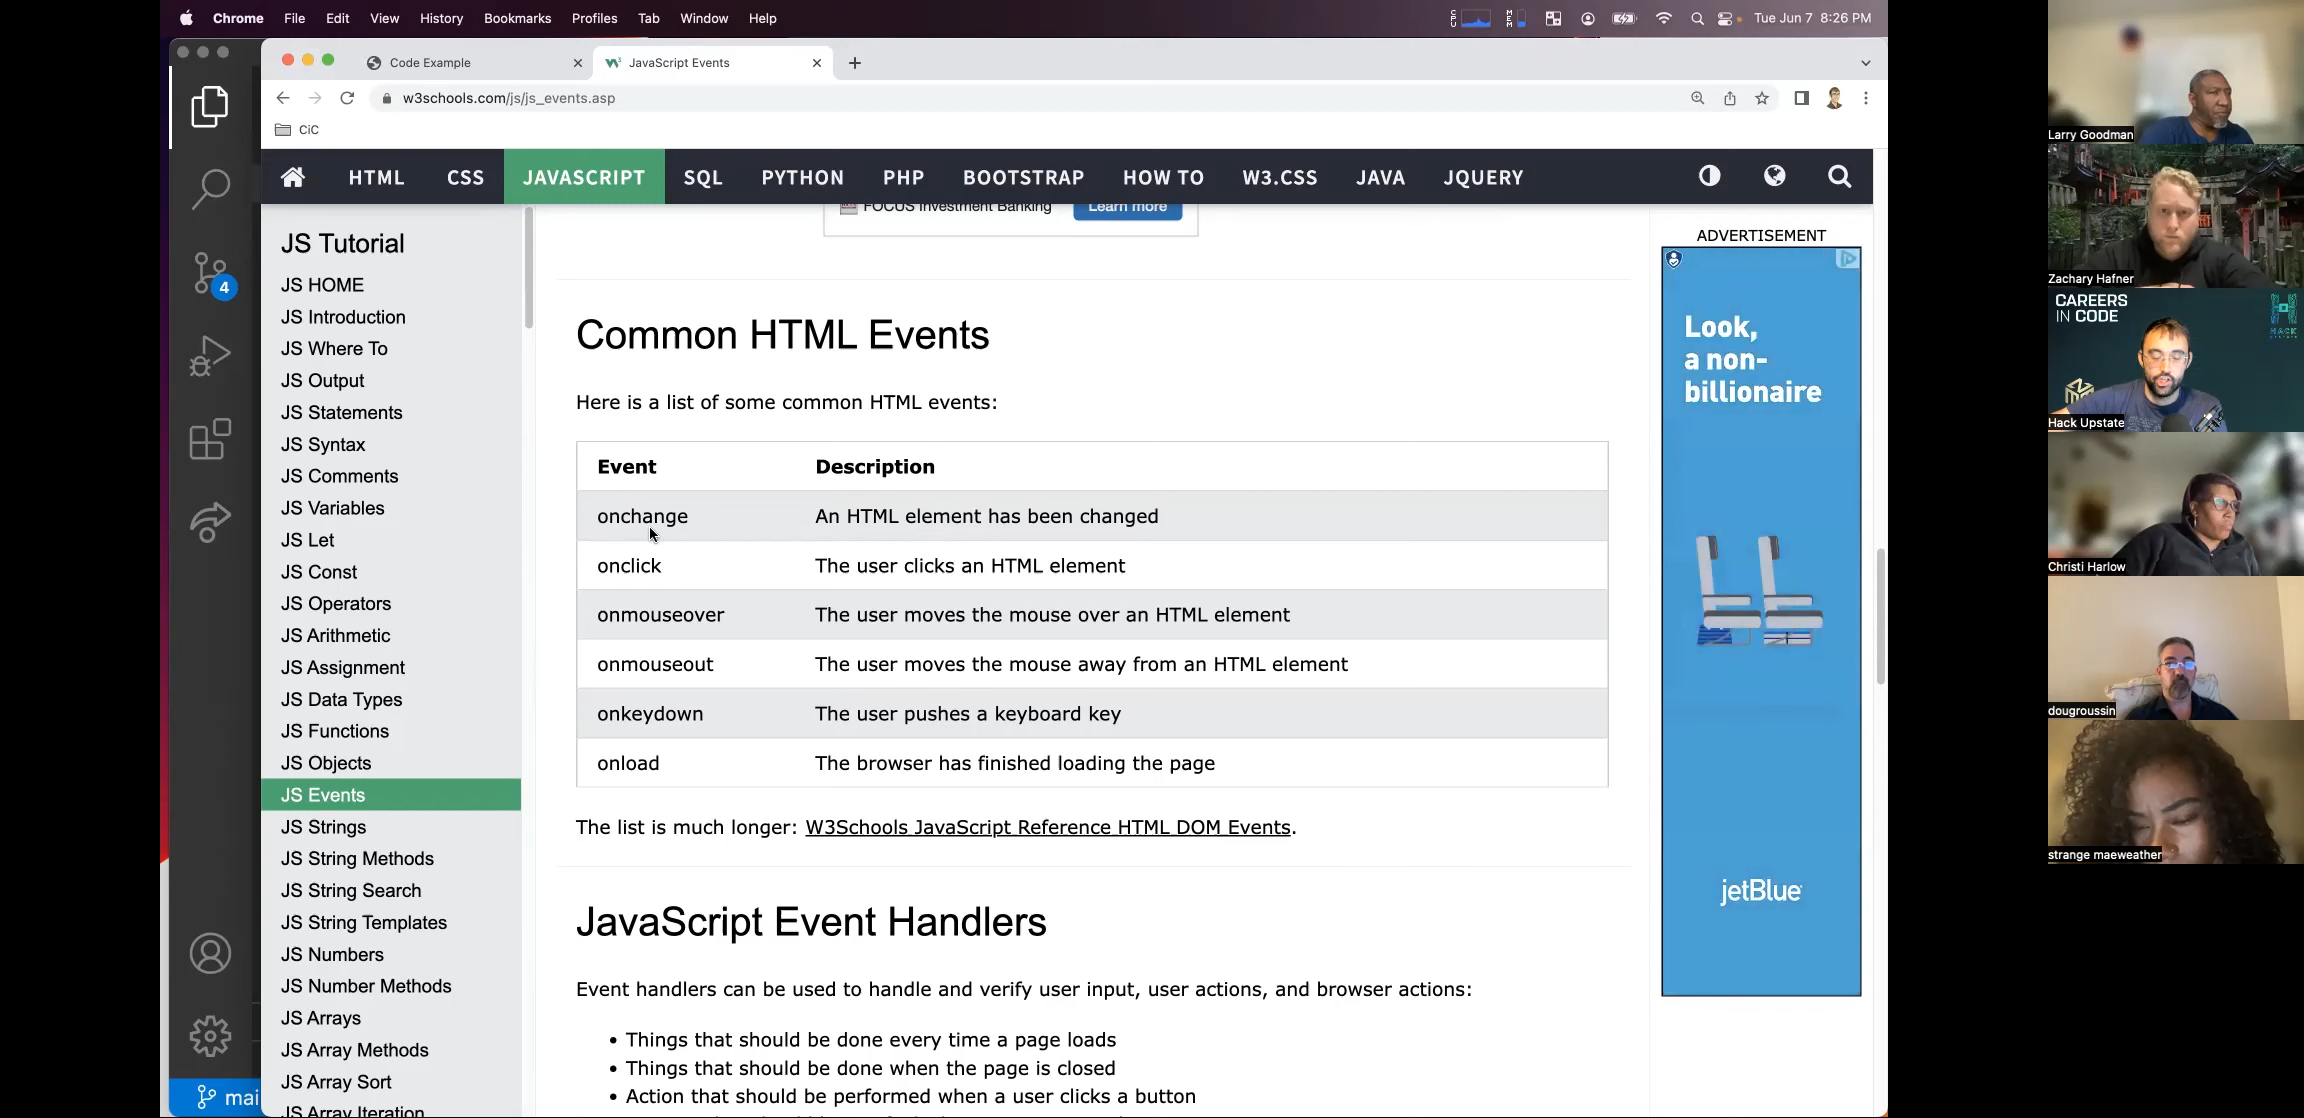 Chrome File Edit View History Bookmarks Profiles Tab Window Help
CPU MEM Tue Jun 7 8:26 PM
Code Example
JavaScript Events
w3schools.com/js/js_events.asp
CiC
HTML CSS JAVASCRIPT SQL PYTHON PHP BOOTSTRAP HOW TO W3.CSS JAVA JQUERY
JS Tutorial
JS HOME
JS Introduction
JS Where To
JS Output
JS Statements
JS Syntax
JS Comments
JS Variables
JS Let
JS Const
JS Operators
JS Arithmetic
JS Assignment
JS Data Types
JS Functions
JS Objects
JS Events
JS Strings
JS String Methods
JS String Search
JS String Templates
JS Numbers
JS Number Methods
JS Arrays
JS Array Methods
JS Array Sort
JS Array Iteration
4
mai
FOCUS Investment Banking Learn more
Common HTML Events
Here is a list of some common HTML events:
Event Description
onchange An HTML element has been changed
onclick The user clicks an HTML element
onmouseover The user moves the mouse over an HTML element
onmouseout The user moves the mouse away from an HTML element
onkeydown The user pushes a keyboard key
onload The browser has finished loading the page
The list is much longer: W3Schools JavaScript Reference HTML DOM Events.
JavaScript Event Handlers
Event handlers can be used to handle and verify user input, user actions, and browser actions:
• Things that should be done every time a page loads
• Things that should be done when the page is closed
• Action that should be performed when a user clicks a button
ADVERTISEMENT
Look,
a non-
billionaire
jetBlue
Larry Goodman
Zachary Hafner
CAREERS
IN CODE
HACK
Hack Upstate
Christi Harlow
dougroussin
strange maeweather